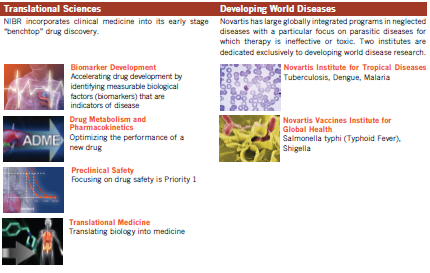 Translational Sciences
NIBR incorporates clinical medicine into its early stage
"benchtop" drug discovery.
Biomarker Development
Accelerating drug development by
identifying measurable biological
factors (biomarkers) that are
indicators of disease
ADME
Drug Metabolism and
Pharmacokinetics
Optimizing the performance of a
new drug
Preclinical Safety
Focusing on drug safety is Priority 1
Translational Medicine
Translating biology into medicine
Developing World Diseases
Novartis has large globally integrated programs in neglected
diseases with a particular focus on parasitic diseases for
which therapy is ineffective or toxic. Two institutes are
dedicated exclusively to developing world disease research.
Novartis Institute for Tropical Diseases
Tuberculosis, Dengue, Malaria
Novartis Vaccines Institute for
Global Health
Salmonella typhi (Typhoid Fever),
Shigella